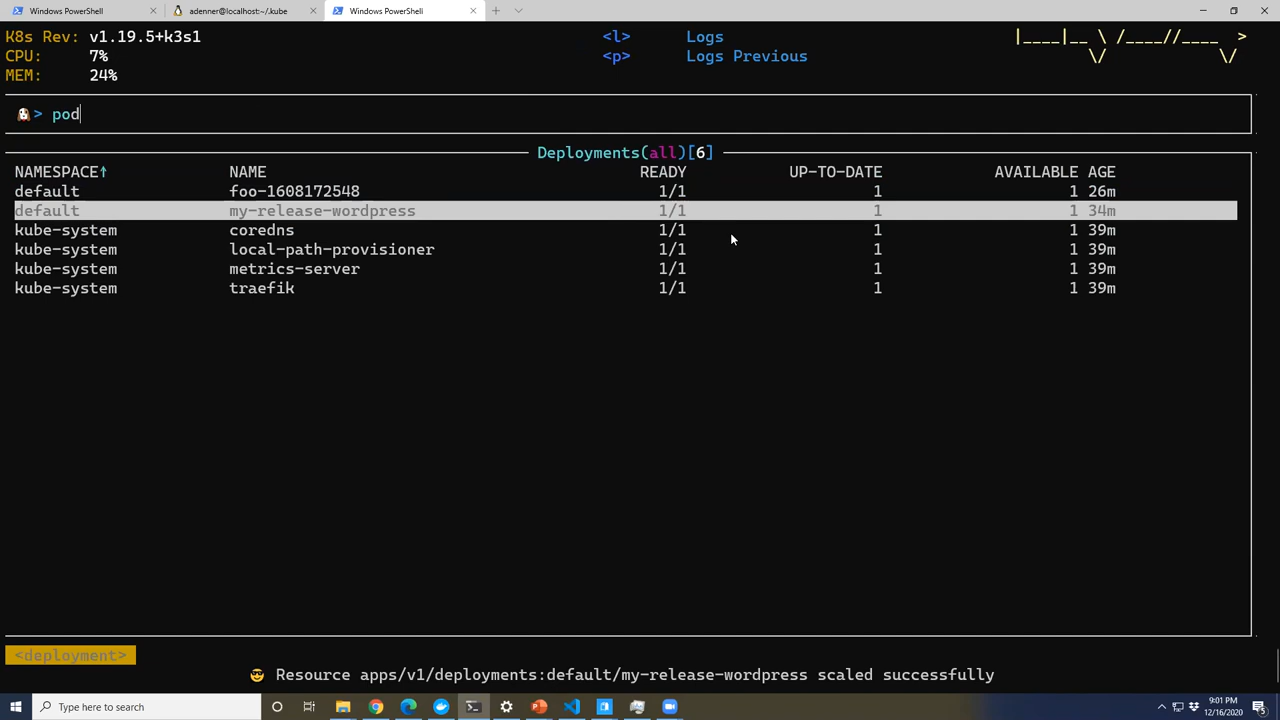 Windows PowerShell
adenner@localhost:~/.kube
Windows PowerShell
K8s Rev: v1.19.5+k3s1 <l> Logs |____|__ \ /____//____ >
CPU: 7% <p> Logs Previous \/ \/
MEM: 24%
> pod
Deployments(all)[6]
NAMESPACE↑ NAME READY UP-TO-DATE AVAILABLE AGE
default foo-1608172548 1/1 1 1 26m
default my-release-wordpress 1/1 1 1 34m
kube-system coredns 1/1 1 1 39m
kube-system local-path-provisioner 1/1 1 1 39m
kube-system metrics-server 1/1 1 1 39m
kube-system traefik 1/1 1 1 39m
<deployment>
😎 Resource apps/v1/deployments:default/my-release-wordpress scaled successfully
Type here to search
9:01 PM
12/16/2020
5